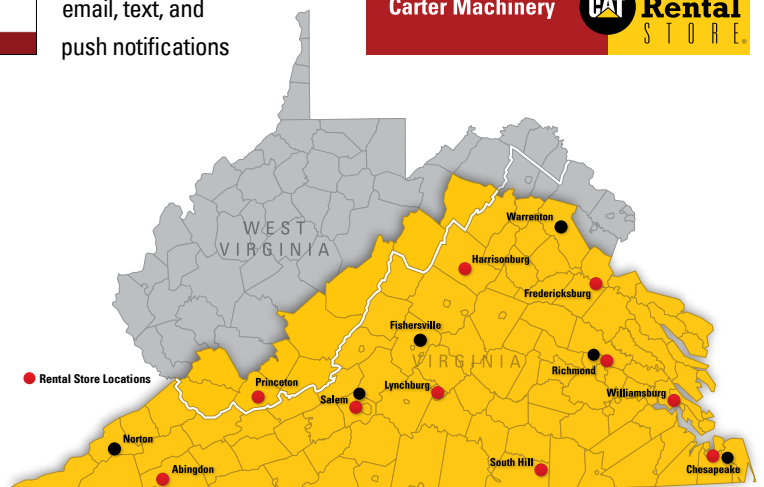 email, text, and
push notifications
Carter Machinery
CAT
Rental
STORE®
WEST
VIRGINIA
Warrenton
Harrisonburg
Fredericksburg
Fishersville
VIRGINIA
Richmond
Rental Store Locations
Princeton
Lynchburg
Salem
Williamsburg
Norton
Abingdon
South Hill
Chesapeake